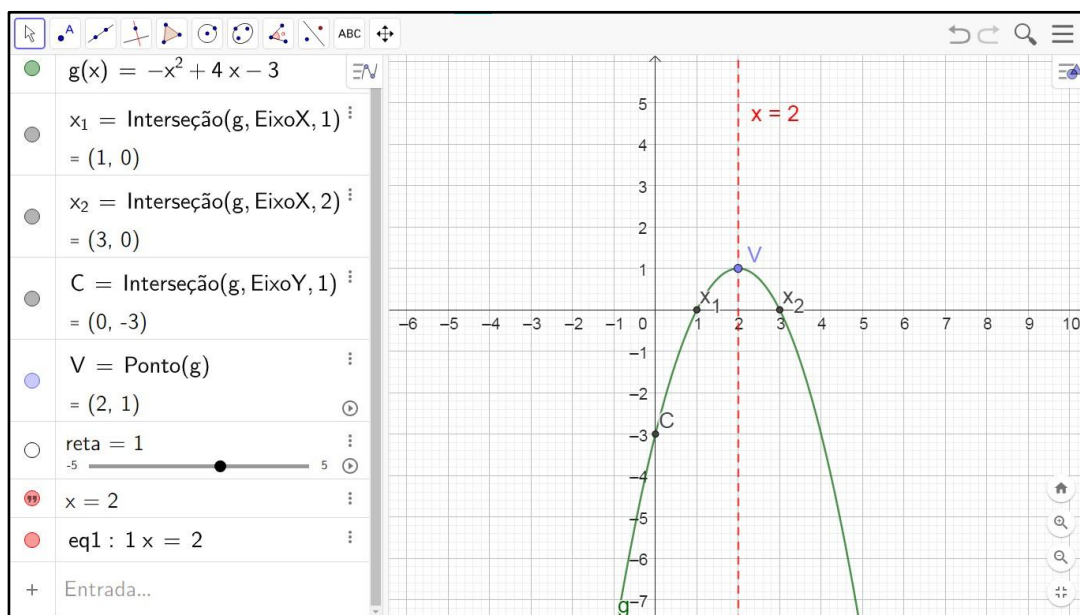 ABC
g(x) = −x² + 4 x − 3
x₁ = Interseção(g, EixoX, 1)
= (1, 0)
x₂ = Interseção(g, EixoX, 2)
= (3, 0)
C = Interseção(g, EixoY, 1)
= (0, -3)
V = Ponto(g)
= (2, 1)
reta = 1
-5 5
x = 2
eq1 : 1 x = 2
+ Entrada...
x = 2
V
x₁ x₂
C
g
5
4
3
2
1
−6 −5 −4 −3 −2 −1 0 1 2 3 4 5 6 7 8 9 10
−1
−2
−3
−4
−5
−6
−7